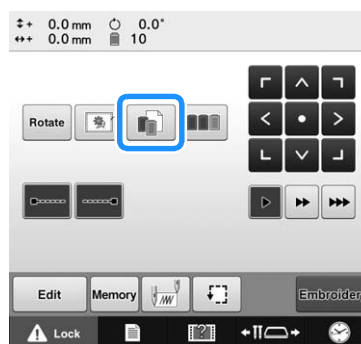 + 0.0 mm 0.0°
+ 0.0 mm 10
Rotate
Edit Memory Embroider
Lock ?